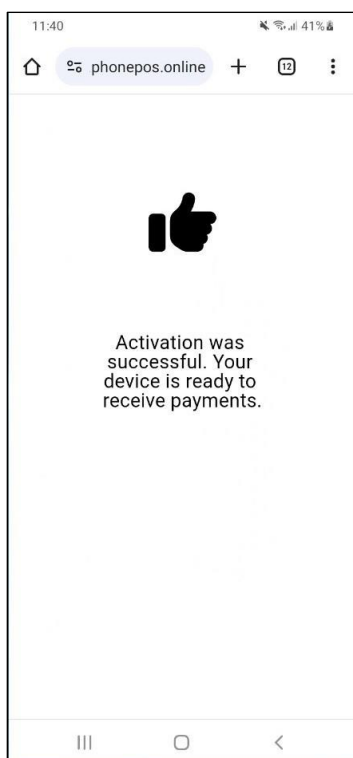 11:40 41%
phonepos.online 12
Activation was
successful. Your
device is ready to
receive payments.